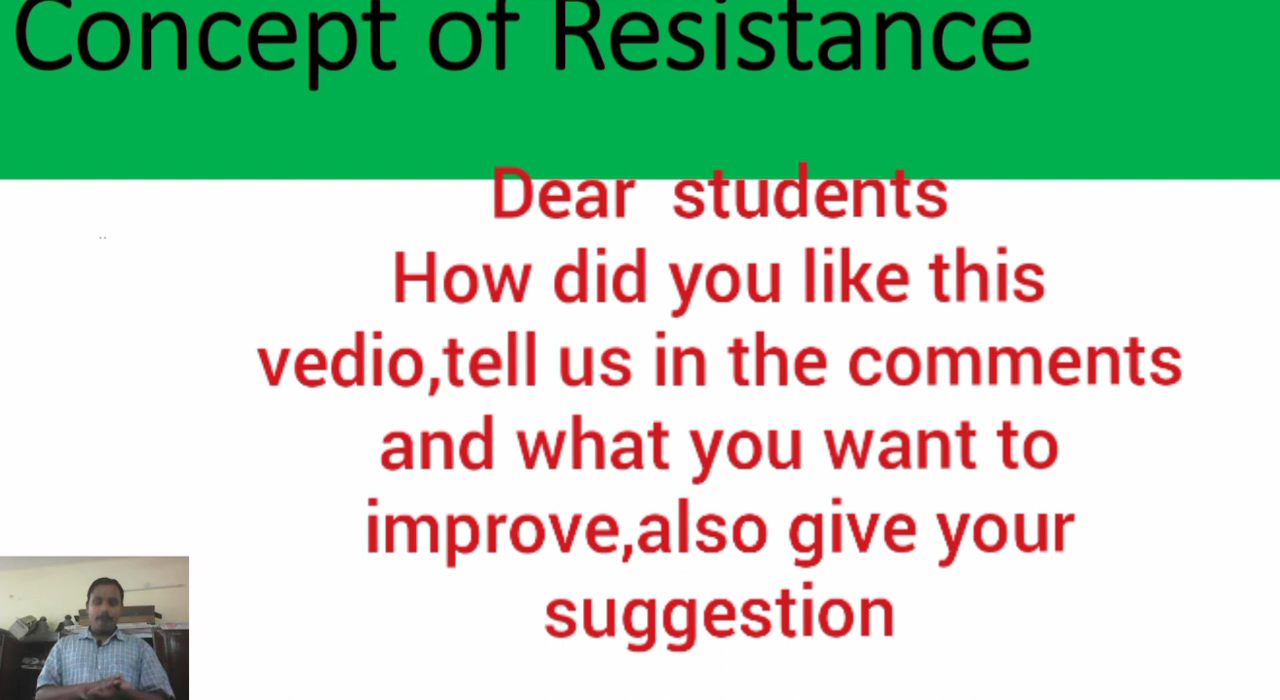 Concept of Resistance
Dear students
How did you like this
vedio,tell us in the comments
and what you want to
improve,also give your
suggestion